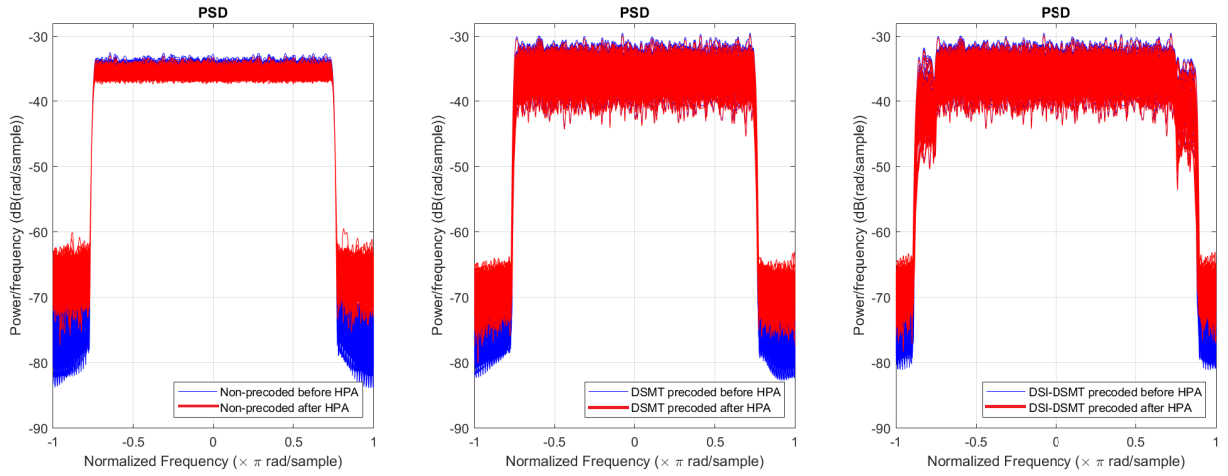 PSD
-30
-40
-50
-60
-70
-80
-90
Power/frequency (dB(rad/sample))
-1
-0.5
0
0.5
1
Normalized Frequency (× π rad/sample)
Non-precoded before HPA
Non-precoded after HPA
PSD
-30
-40
-50
-60
-70
-80
-90
Power/frequency (dB(rad/sample))
-1
-0.5
0
0.5
1
Normalized Frequency (× π rad/sample)
DSMT precoded before HPA
DSMT precoded after HPA
PSD
-30
-40
-50
-60
-70
-80
-90
Power/frequency (dB(rad/sample))
-1
-0.5
0
0.5
1
Normalized Frequency (× π rad/sample)
DSI-DSMT precoded before HPA
DSI-DSMT precoded after HPA